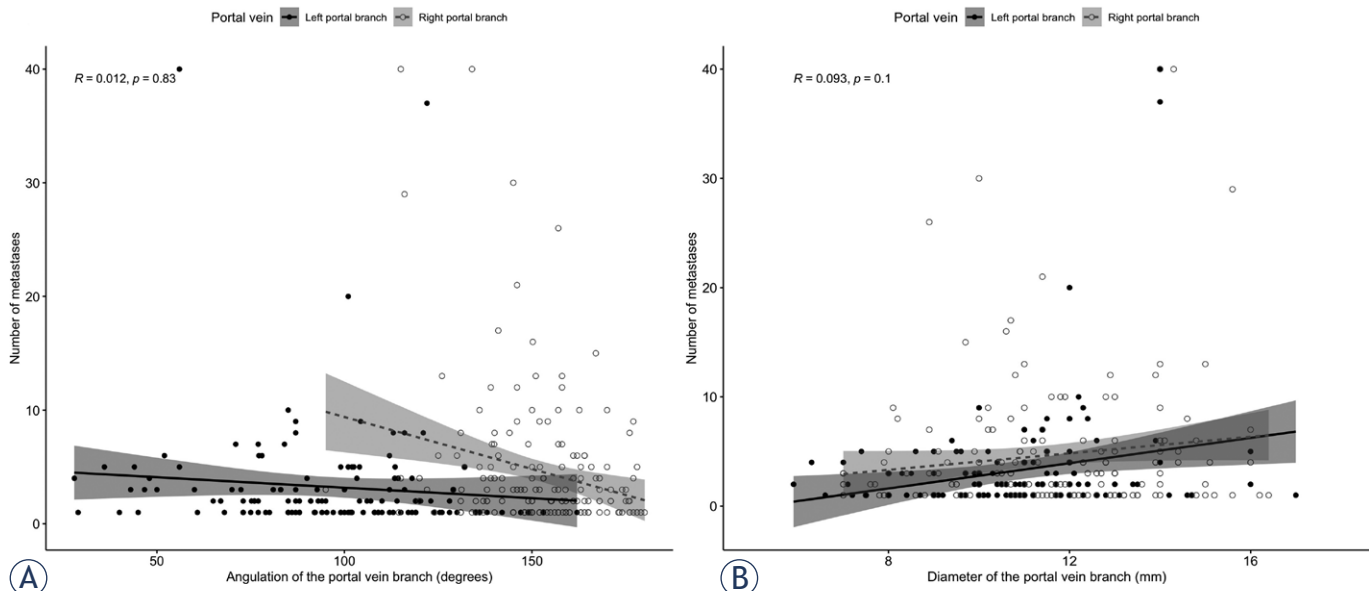 Portal vein Left portal branch Right portal branch
R = 0.012, p = 0.83
40
30
20
10
0
Number of metastases
50 100 150
Angulation of the portal vein branch (degrees)
A
Portal vein Left portal branch Right portal branch
R = 0.093, p = 0.1
40
30
20
10
0
Number of metastases
8 12 16
Diameter of the portal vein branch (mm)
B